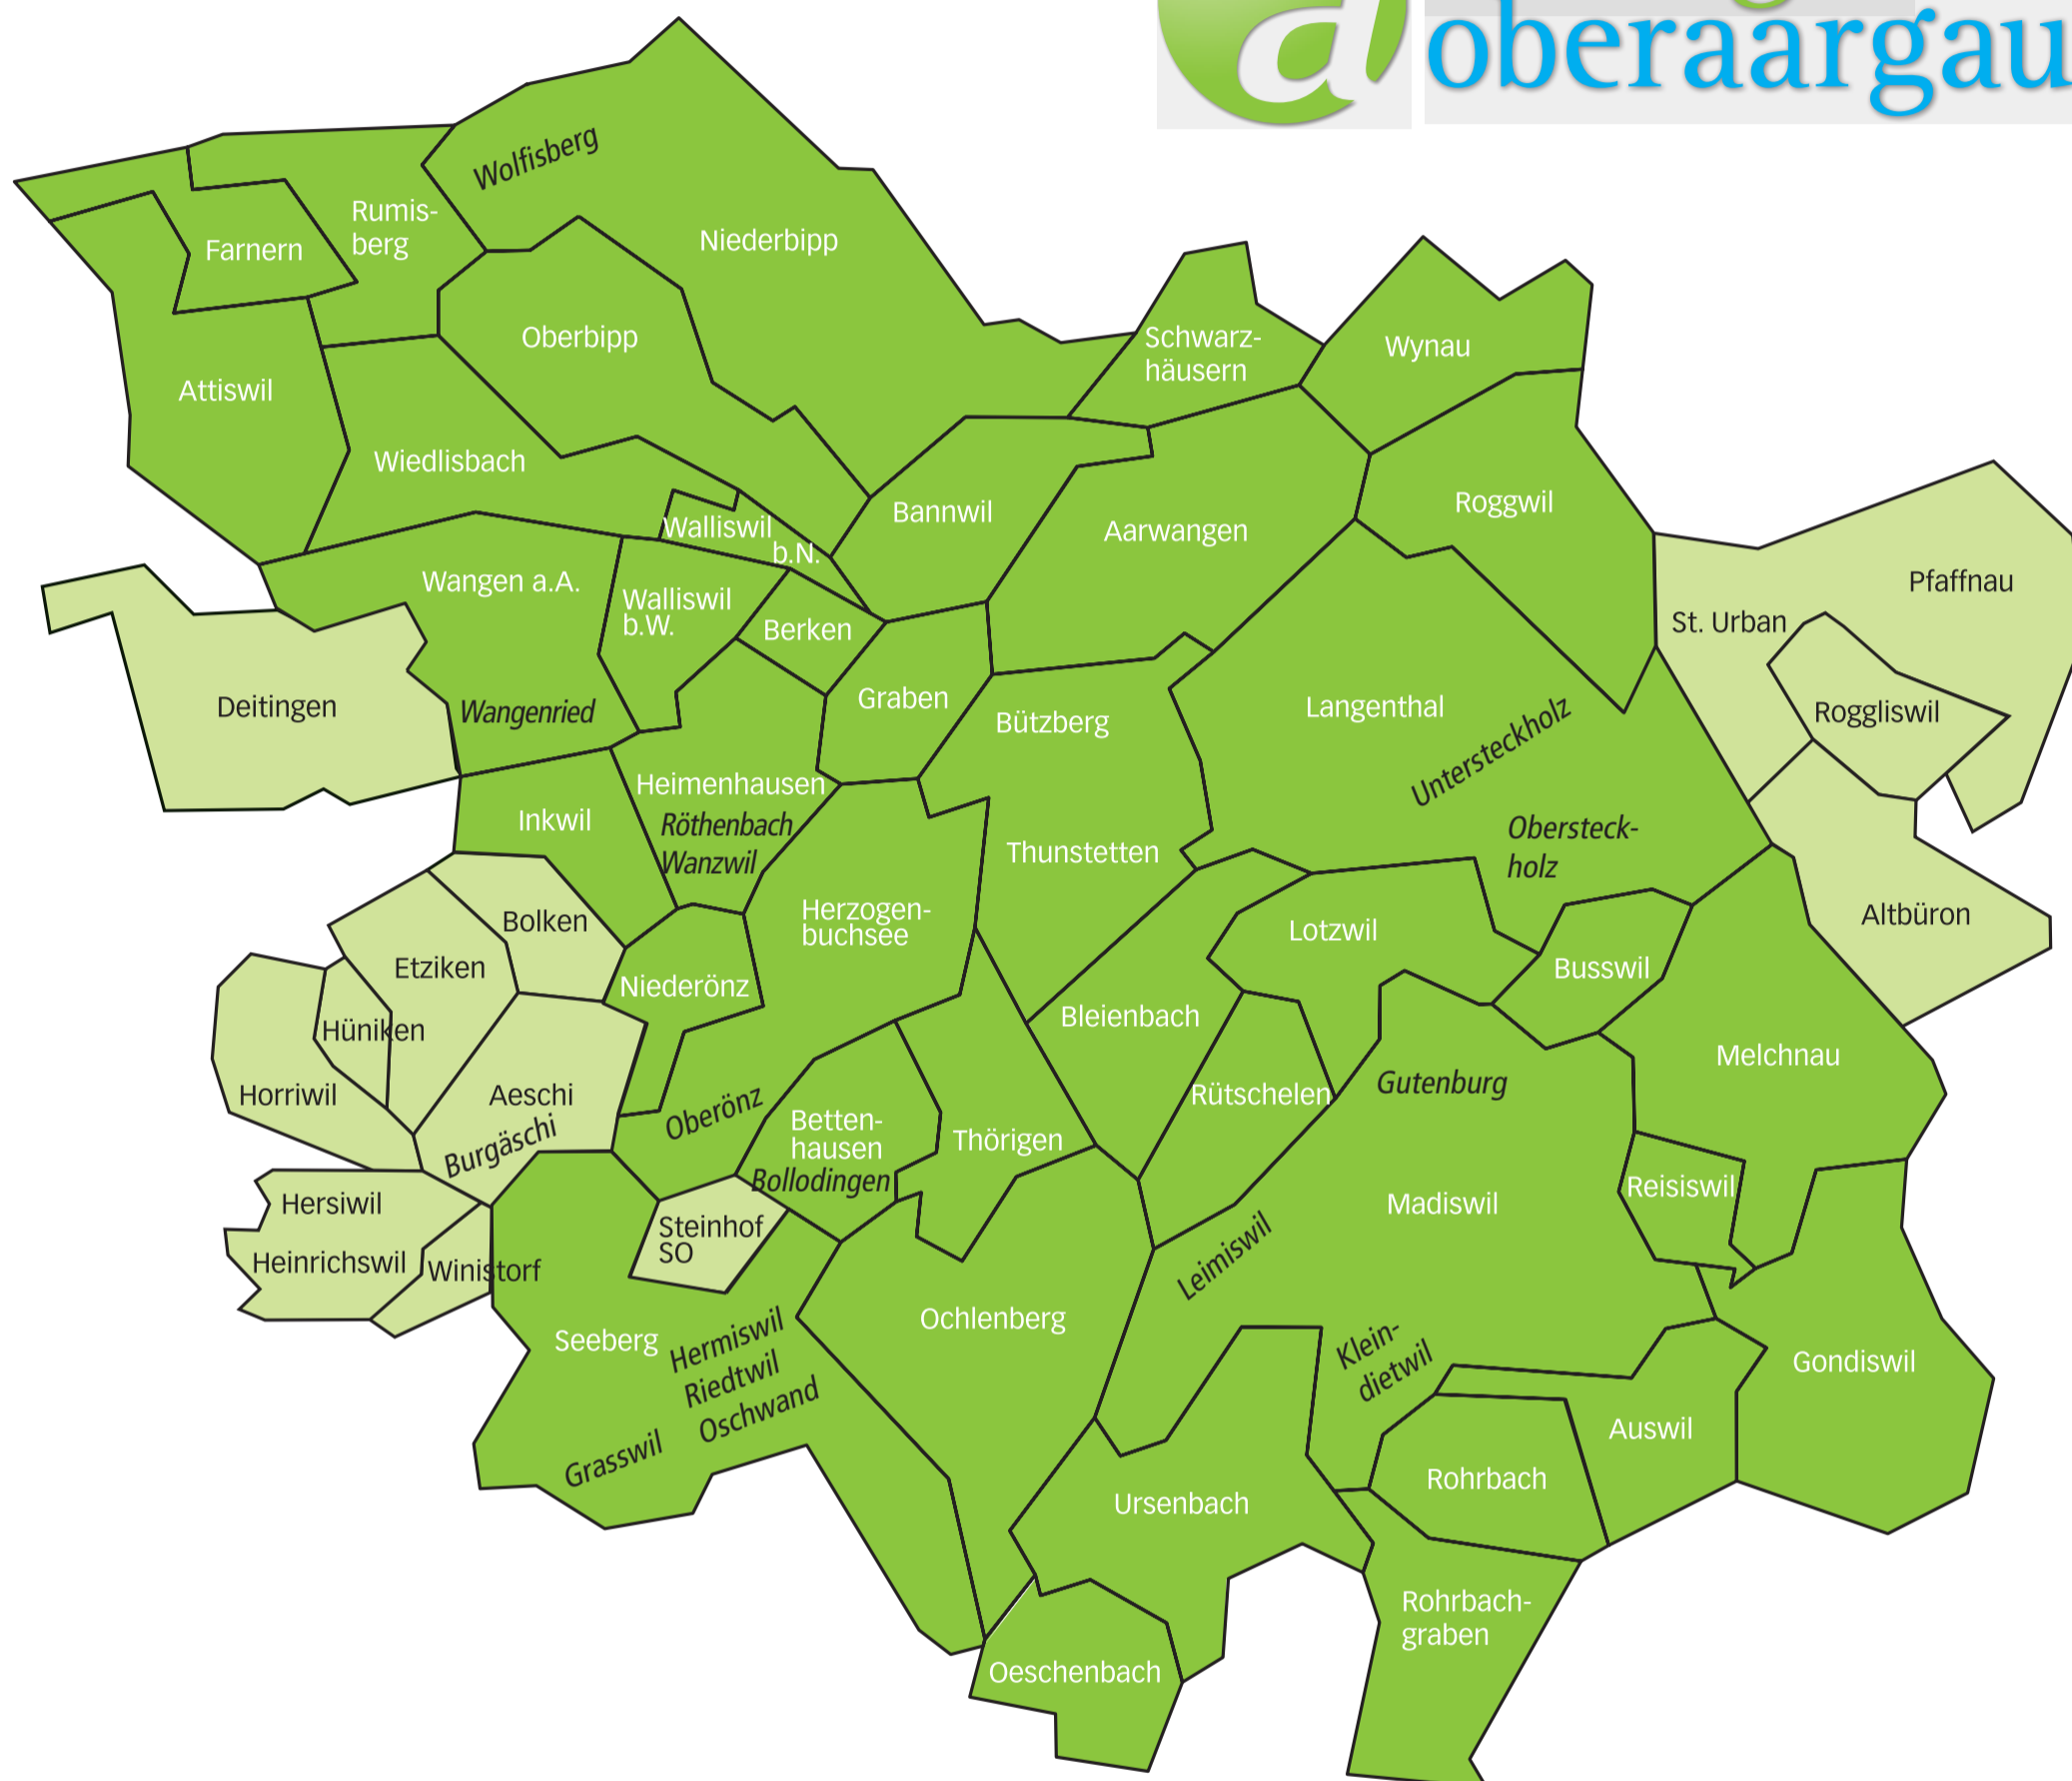 a
oberaargau
Wolfisberg
Rumis-
berg
Farnern
Niederbipp
Oberbipp
Schwarz-
häusern
Wynau
Attiswil
Wiedlisbach
Bannwil
Aarwangen
Roggwil
Walliswil
b.N.
Wangen a.A.
Walliswil
b.W.
Berken
Pfaffnau
St. Urban
Deitingen
Wangenried
Graben
Bützberg
Langenthal
Untersteckholz
Roggliswil
Heimenhausen
Röthenbach
Wanzwil
Inkwil
Thunstetten
Obersteck-
holz
Bolken
Herzogen-
buchsee
Lotzwil
Altbüron
Etziken
Niederönz
Busswil
Hüniken
Bleienbach
Melchnau
Horriwil
Aeschi
Burgäschi
Oberönz
Betten-
hausen
Bollodingen
Thörigen
Rütschelen
Gutenburg
Hersiwil
Reisiswil
Madiswil
Steinhof
SO
Heinrichswil
Winistorf
Leimiswil
Ochlenberg
Seeberg
Hermiswil
Riedtwil
Oschwand
Grasswil
Klein-
dietwil
Gondiswil
Auswil
Rohrbach
Ursenbach
Rohrbach-
graben
Oeschenbach